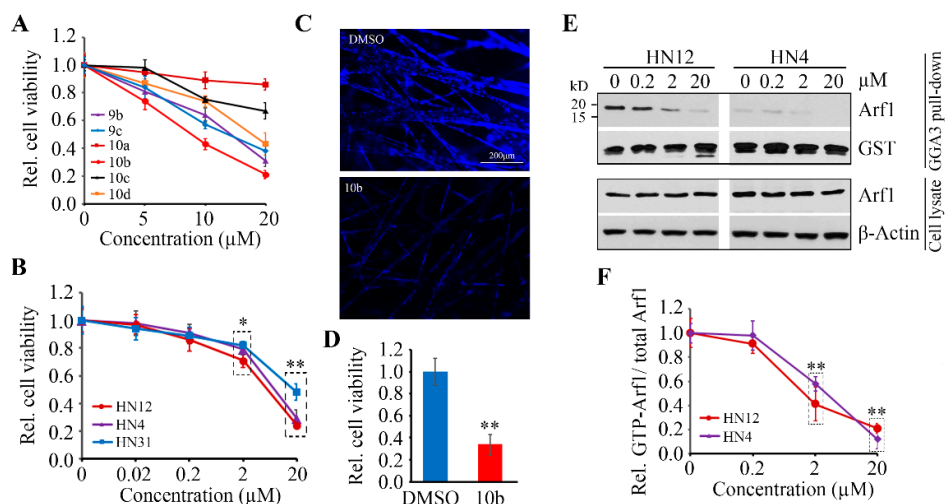 A
Rel. cell viability
1.2
1.0
0.8
0.6
0.4
0.2
0.0
9b
9c
10a
10b
10c
10d
0 5 10 20
Concentration (µM)
B
Rel. cell viability
1.2
1.0
0.8
0.6
0.4
0.2
0.0
*
**
HN12
HN4
HN31
0 0.02 0.2 2 20
Concentration (µM)
C
DMSO
200µm
10b
D
Rel. cell viability
1.2
1.0
0.8
0.6
0.4
0.2
0.0
**
DMSO 10b
E
HN12 HN4
0 0.2 2 20 0 0.2 2 20 µM
kD
20
15
Arf1
GST
GGA3 pull-down
Arf1
β-Actin
Cell lysate
F
Rel. GTP-Arf1/ total Arf1
1.2
1.0
0.8
0.6
0.4
0.2
0.0
**
**
HN12
HN4
0 0.2 2 20
Concentration (µM)